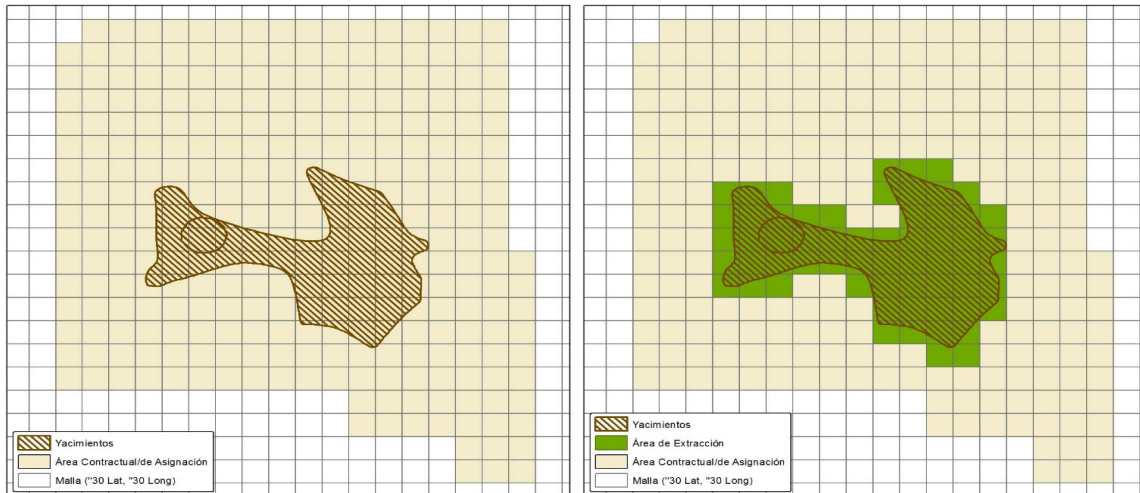 Yacimientos
Área Contractual/de Asignación
Malla ("30 Lat, "30 Long)
Yacimientos
Área de Extracción
Área Contractual/de Asignación
Malla ("30 Lat, "30 Long)